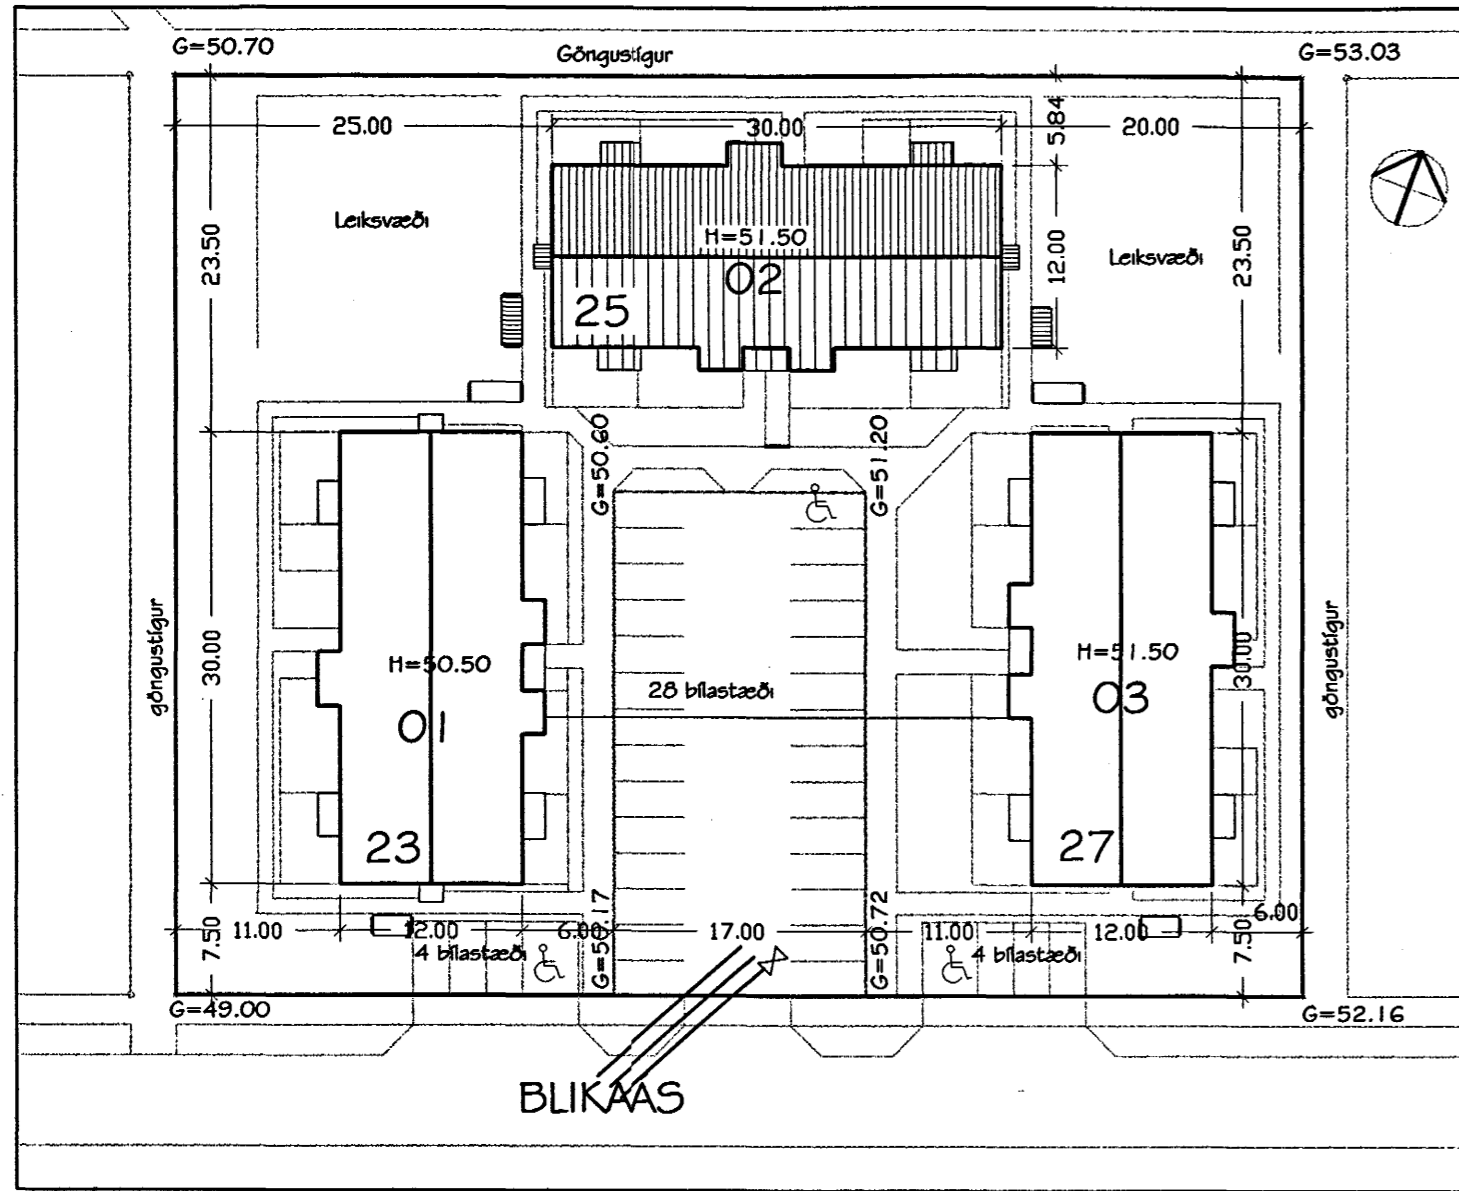 G=50.70
Göngustígur
G=53.03
25.00
30.00
5.84
20.00
Leiksvæði
23.50
H=51.50
02
25
12.00
Leiksvæði
23.50
G=50.60
G=51.20
göngustígur
30.00
H=50.50
01
23
28 bílastæði
H=51.50
03
27
30.00
göngustígur
7.50
11.00
12.00
6.00
G=50.17
17.00
G=50.72
11.00
12.00
6.00
7.50
4 bílastæði
4 bílastæði
G=49.00
G=52.16
BLIKAAS